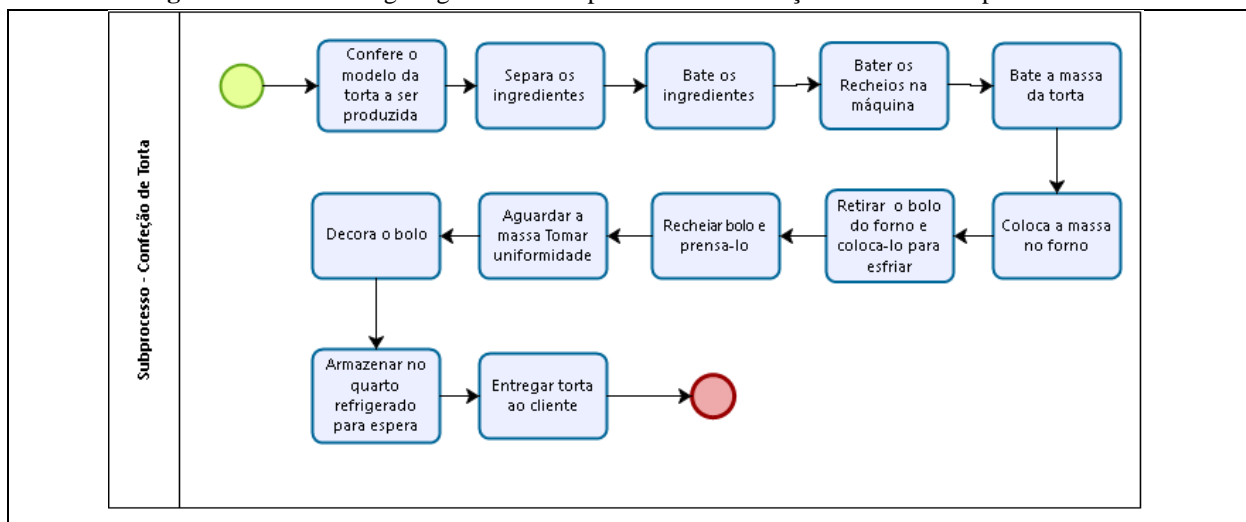 Subprocesso - Confeção de Torta
Confere o
modelo da
torta a ser
produzida
Separa os
ingredientes
Bate os
ingredientes
Bater os
Recheios na
máquina
Bate a massa
da torta
Coloca a massa
no forno
Retirar o bolo
do forno e
coloca-lo para
esfriar
Recheiar bolo e
prensa-lo
Aguardar a
massa Tomar
uniformidade
Decora o bolo
Armazenar no
quarto
refrigerado
para espera
Entregar torta
ao cliente